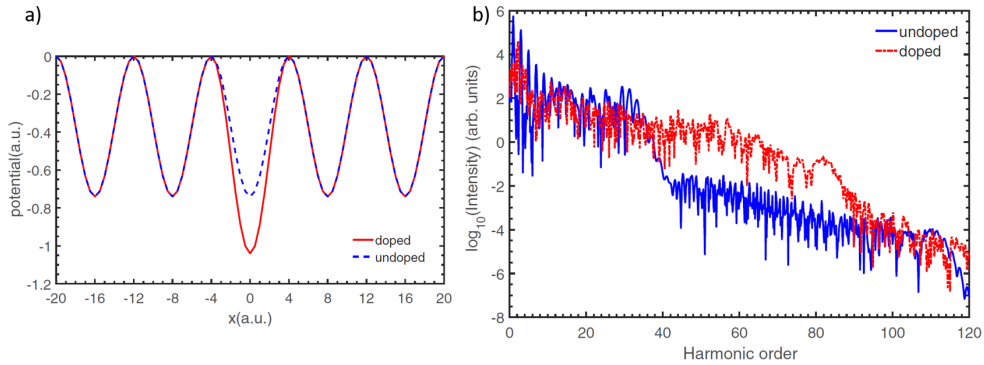 a)
0
-0.2
-0.4
-0.6
-0.8
-1
-1.2
potential(a.u.)
doped
undoped
-20 -16 -12 -8 -4 0 4 8 12 16 20
x(a.u.)
b)
6
4
2
0
-2
-4
-6
-8
log10(Intensity) (arb. units)
undoped
doped
0 20 40 60 80 100 120
Harmonic order